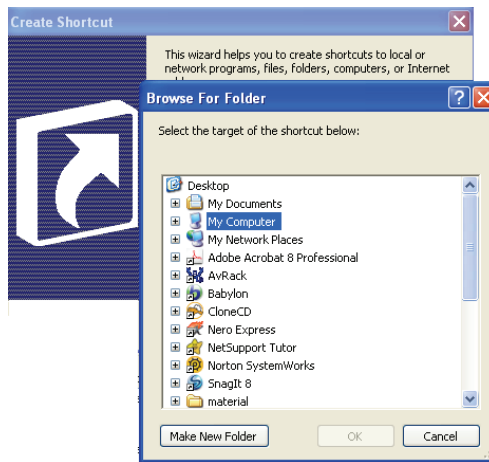 Create Shortcut
This wizard helps you to create shortcuts to local or
network programs, files, folders, computers, or Internet
Browse For Folder
Select the target of the shortcut below:
Desktop
My Documents
My Computer
My Network Places
Adobe Acrobat 8 Professional
AvRack
Babylon
CloneCD
Nero Express
NetSupport Tutor
Norton SystemWorks
SnagIt 8
material
Make New Folder OK Cancel